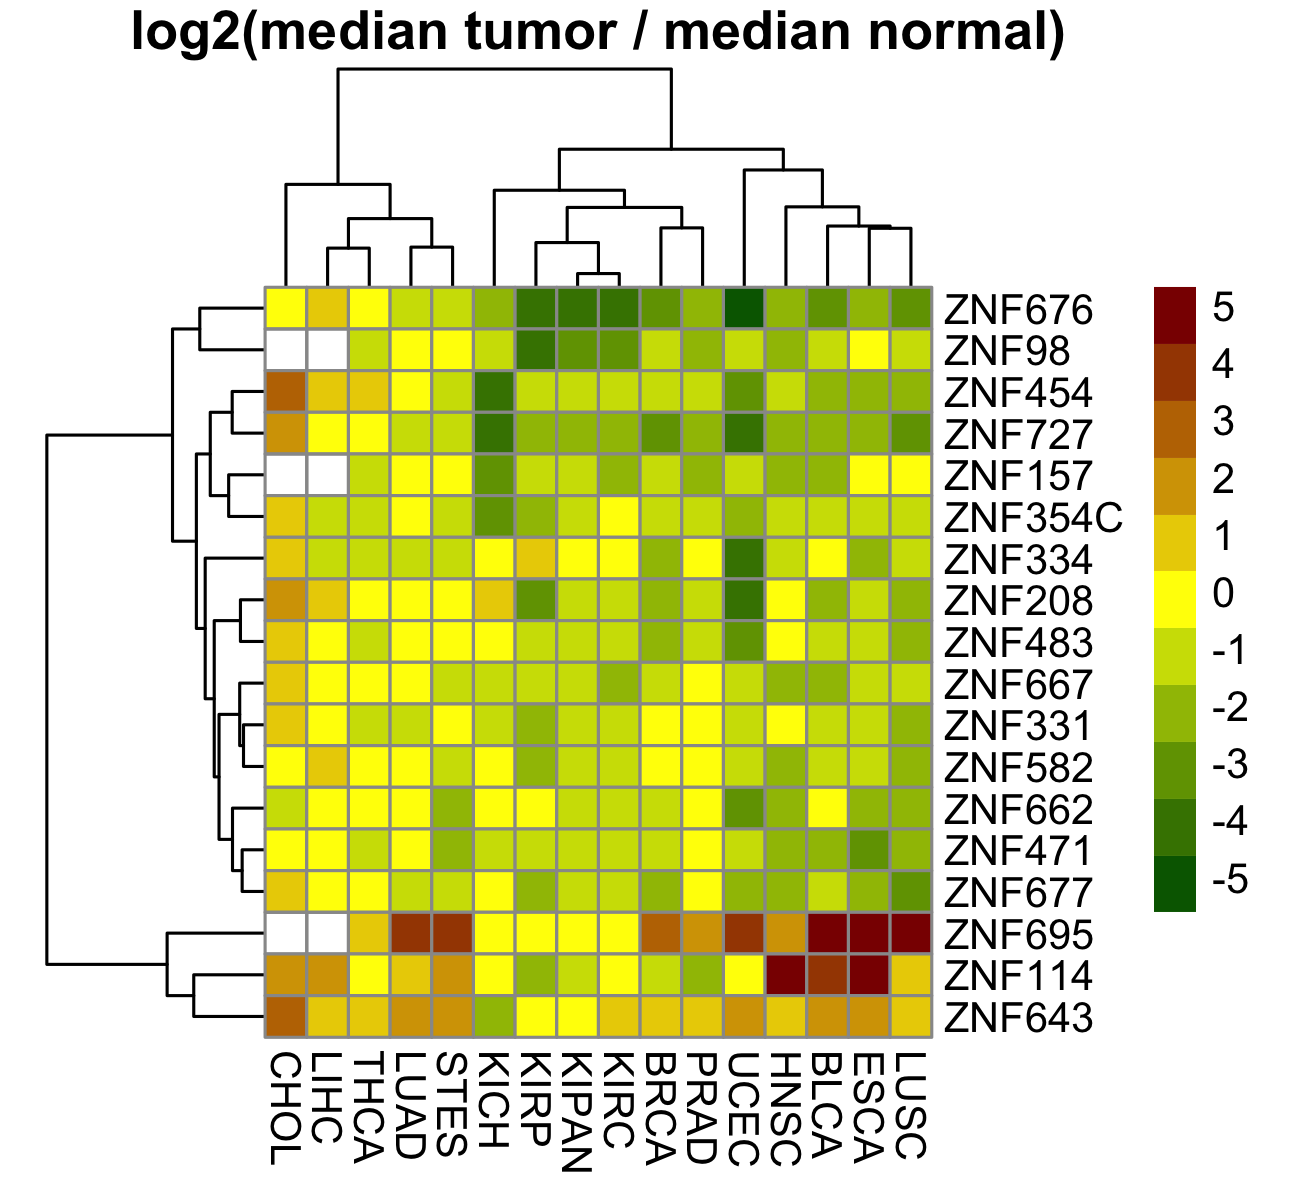 log2(median tumor / median normal)
ZNF676
ZNF98
ZNF454
ZNF727
ZNF157
ZNF354C
ZNF334
ZNF208
ZNF483
ZNF667
ZNF331
ZNF582
ZNF662
ZNF471
ZNF677
ZNF695
ZNF114
ZNF643
5
4
3
2
1
0
-1
-2
-3
-4
-5
CHOL
LIHC
THCA
LUAD
STES
KICH
KIRP
KIPAN
KIRC
BRCA
PRAD
UCEC
HNSC
BLCA
ESCA
LUSC